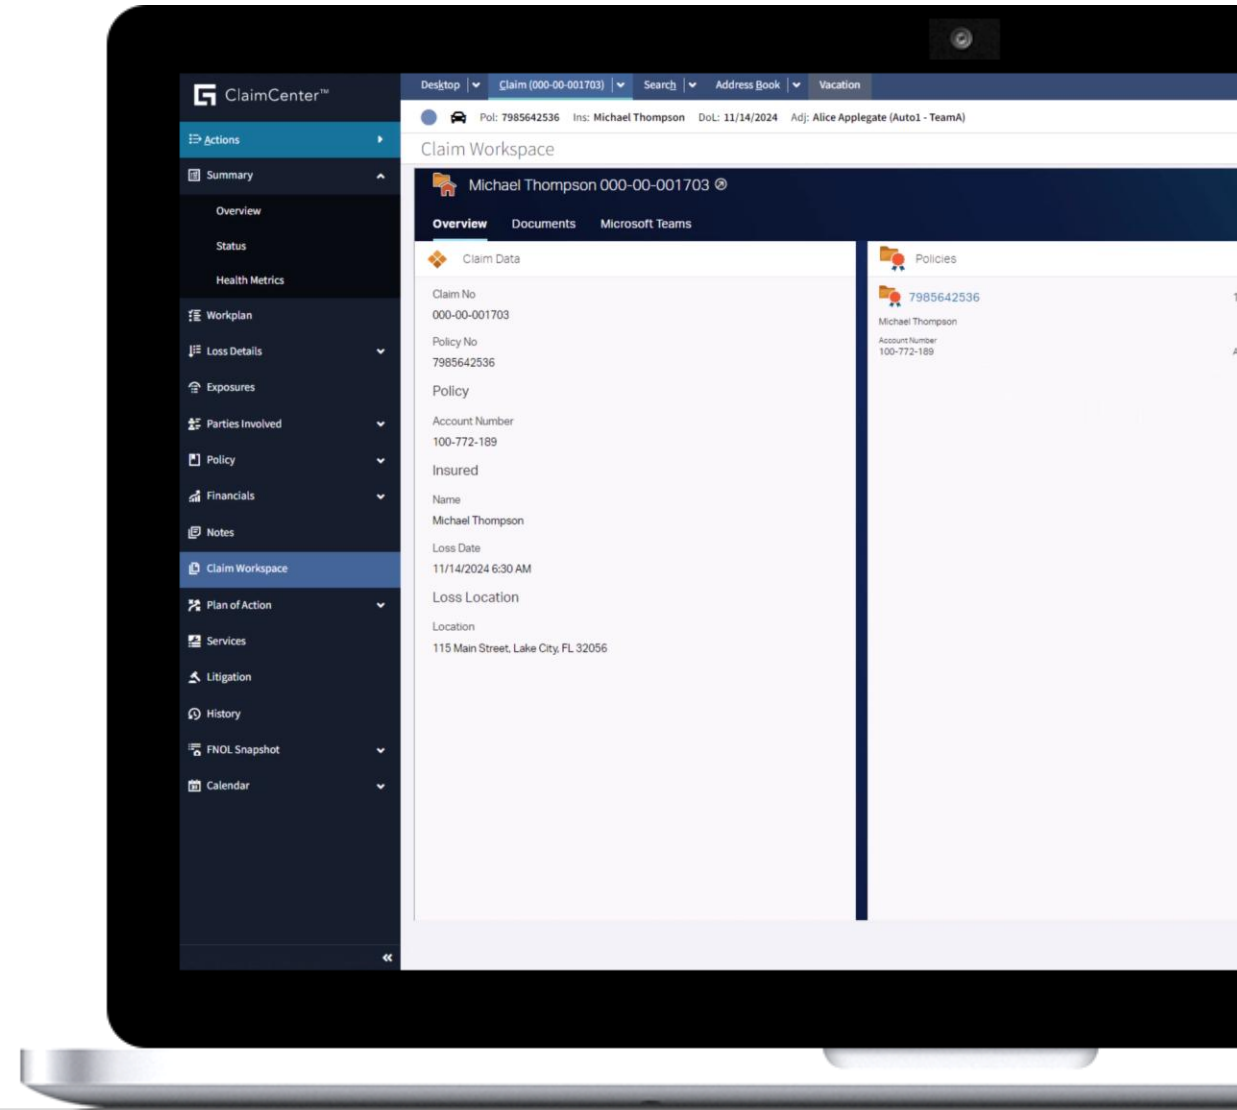 ClaimCenter™
Desktop Claim (000-00-001703) Search Address Book Vacation
Pol: 7985642536 Ins: Michael Thompson DoL: 11/14/2024 Adj: Alice Applegate (Auto1 - TeamA)
Actions
Summary
Overview
Status
Health Metrics
Workplan
Loss Details
Exposures
Parties Involved
Policy
Financials
Notes
Claim Workspace
Plan of Action
Services
Litigation
History
FNOL Snapshot
Calendar
Claim Workspace
Michael Thompson 000-00-001703
Overview Documents Microsoft Teams
Claim Data
Claim No
000-00-001703
Policy No
7985642536
Policy
Account Number
100-772-189
Insured
Name
Michael Thompson
Loss Date
11/14/2024 6:30 AM
Loss Location
Location
115 Main Street, Lake City, FL 32056
Policies
7985642536
Michael Thompson
Account Number
100-772-189